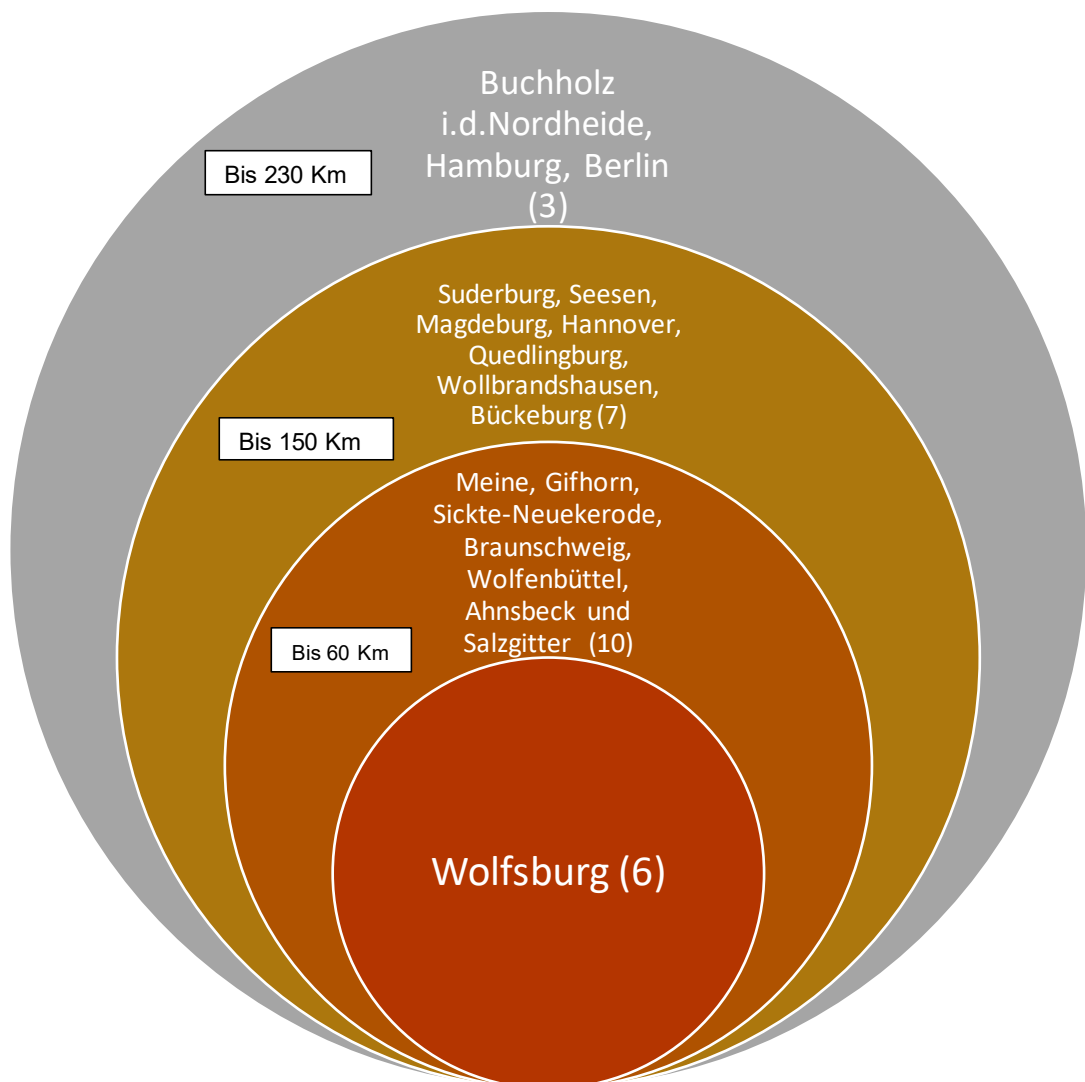 Buchholz
i.d.Nordheide,
Hamburg, Berlin
(3)
Bis 230 Km
Suderburg, Seesen,
Magdeburg, Hannover,
Quedlingburg,
Wollbrandshausen,
Bückeburg (7)
Bis 150 Km
Meine, Gifhorn,
Sickte-Neuekerode,
Braunschweig,
Wolfenbüttel,
Ahnsbeck und
Salzgitter (10)
Bis 60 Km
Wolfsburg (6)